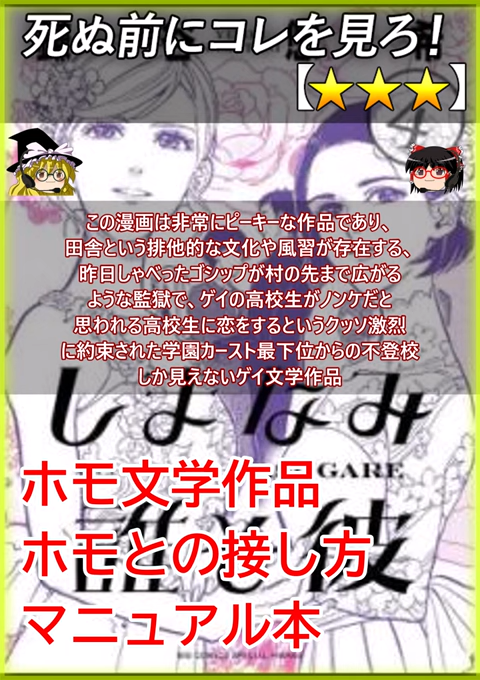 死ぬ前にコレを見ろ！
【★★★】
4
この漫画は非常にピーキーな作品であり、
田舎という排他的な文化や風習が存在する、
昨日しゃべったゴシップが村の先まで広がる
ような監獄で、ゲイの高校生がノンケだと
思われる高校生に恋をするというクッソ激烈
に約束された学園カースト最下位からの不登校
しか見えないゲイ文学作品
しまなみ
GARE
誰そ彼
ホモ文学作品
ホモとの接し方
マニュアル本